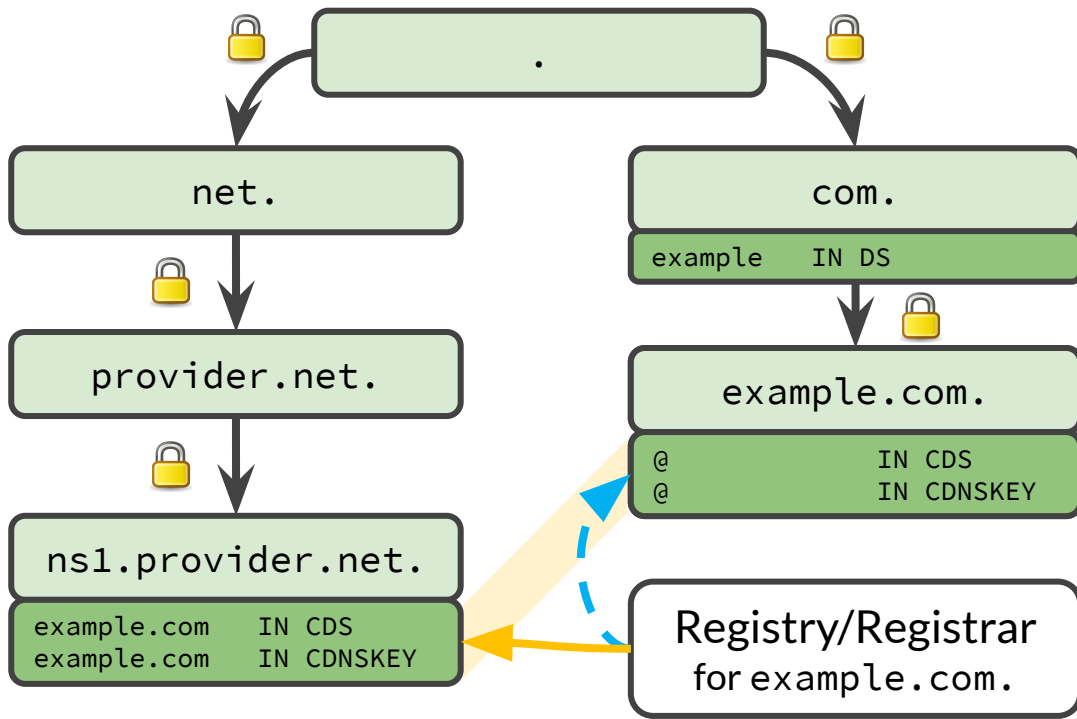 .
net.
com.
example IN DS
provider.net.
example.com.
@ IN CDS
@ IN CDNSKEY
ns1.provider.net.
example.com IN CDS
example.com IN CDNSKEY
Registry/Registrar
for example.com.